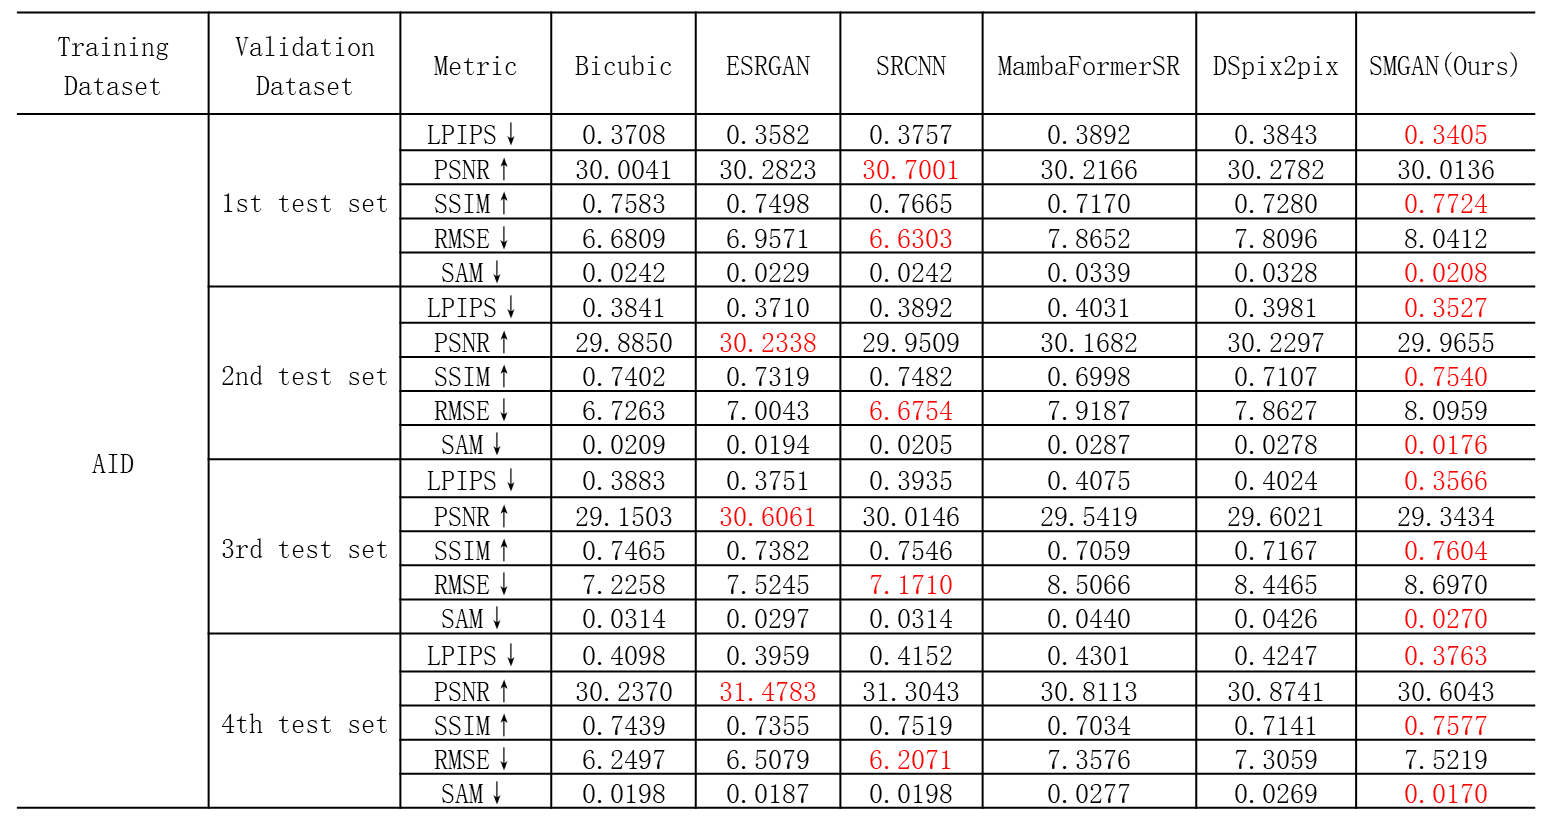 Training Dataset Validation Dataset Metric Bicubic ESRGAN SRCNN MambaFormerSR DSpix2pix SMGAN(Ours)
AID
1st test set
LPIPS↓ 0.3708 0.3582 0.3757 0.3892 0.3843 0.3405
PSNR↑ 30.0041 30.2823 30.7001 30.2166 30.2782 30.0136
SSIM↑ 0.7583 0.7498 0.7665 0.7170 0.7280 0.7724
RMSE↓ 6.6809 6.9571 6.6303 7.8652 7.8096 8.0412
SAM↓ 0.0242 0.0229 0.0242 0.0339 0.0328 0.0208
2nd test set
LPIPS↓ 0.3841 0.3710 0.3892 0.4031 0.3981 0.3527
PSNR↑ 29.8850 30.2338 29.9509 30.1682 30.2297 29.9655
SSIM↑ 0.7402 0.7319 0.7482 0.6998 0.7107 0.7540
RMSE↓ 6.7263 7.0043 6.6754 7.9187 7.8627 8.0959
SAM↓ 0.0209 0.0194 0.0205 0.0287 0.0278 0.0176
3rd test set
LPIPS↓ 0.3883 0.3751 0.3935 0.4075 0.4024 0.3566
PSNR↑ 29.1503 30.6061 30.0146 29.5419 29.6021 29.3434
SSIM↑ 0.7465 0.7382 0.7546 0.7059 0.7167 0.7604
RMSE↓ 7.2258 7.5245 7.1710 8.5066 8.4465 8.6970
SAM↓ 0.0314 0.0297 0.0314 0.0440 0.0426 0.0270
4th test set
LPIPS↓ 0.4098 0.3959 0.4152 0.4301 0.4247 0.3763
PSNR↑ 30.2370 31.4783 31.3043 30.8113 30.8741 30.6043
SSIM↑ 0.7439 0.7355 0.7519 0.7034 0.7141 0.7577
RMSE↓ 6.2497 6.5079 6.2071 7.3576 7.3059 7.5219
SAM↓ 0.0198 0.0187 0.0198 0.0277 0.0269 0.0170